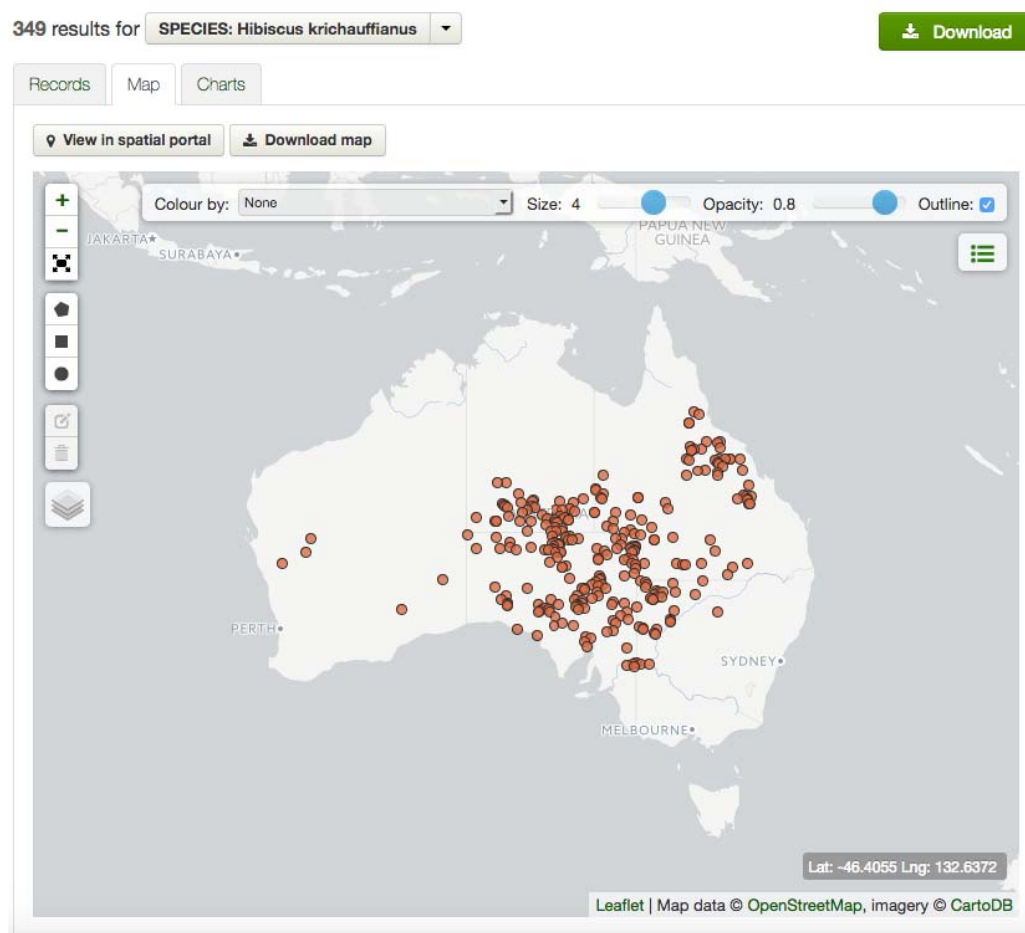 349 results for SPECIES: Hibiscus krichauffianus
Download
Records Map Charts
View in spatial portal Download map
Colour by: None Size: 4 Opacity: 0.8 Outline:
PAPUA NEW
GUINEA
JAKARTA
SURABAYA
PERTH
SYDNEY
MELBOURNE
Lat: -46.4055 Lng: 132.6372
Leaflet | Map data © OpenStreetMap, imagery © CartoDB